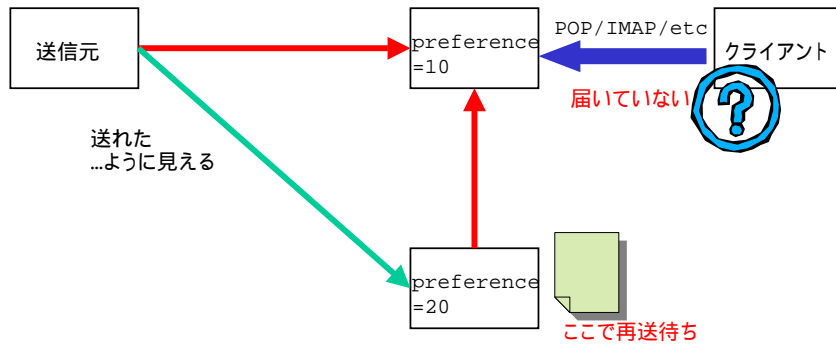 送信元
preference
=10
POP/IMAP/etc
クライアント
届いていない
送れた
...ように見える
preference
=20
ここで再送待ち